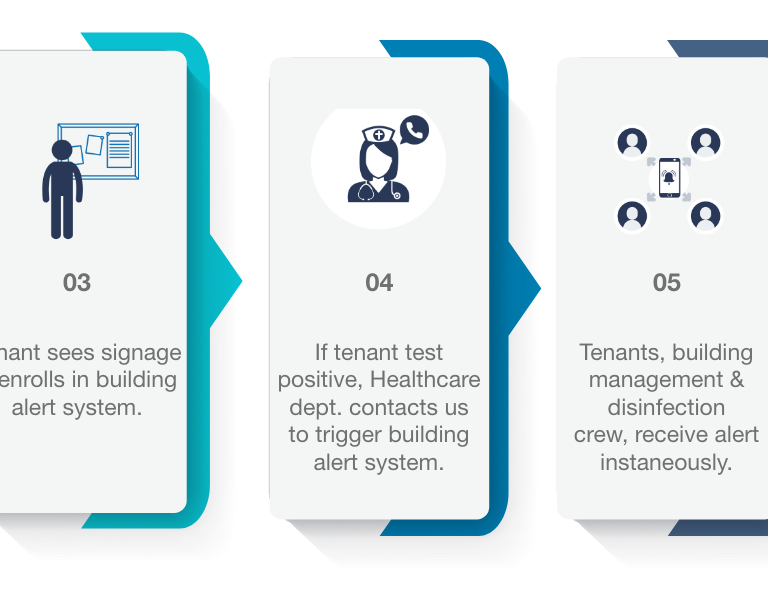 03
nant sees signage
enrolls in building
alert system.
04
If tenant test
positive, Healthcare
dept. contacts us
to trigger building
alert system.
05
Tenants, building
management &
disinfection
crew, receive alert
instaneously.